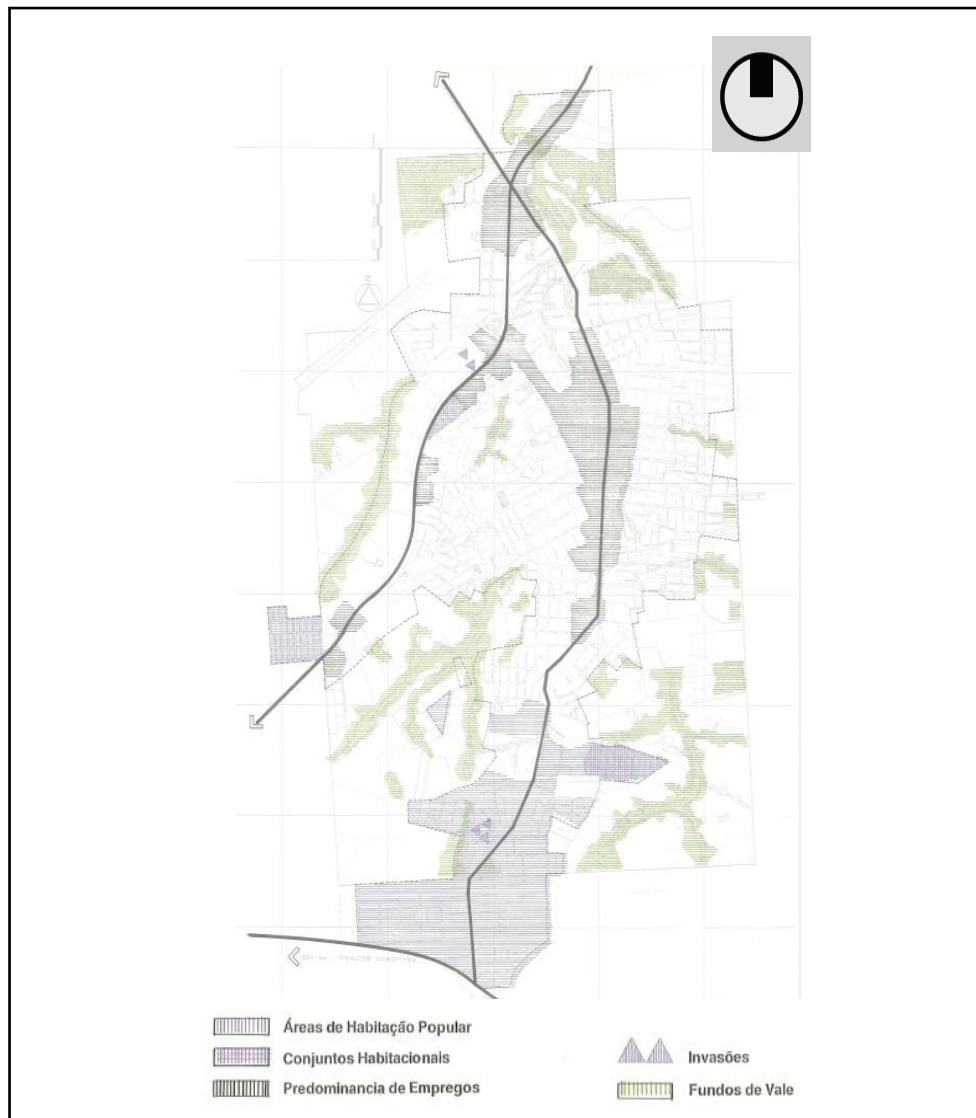 Áreas de Habitação Popular
Conjuntos Habitacionais
Predominancia de Empregos
Invasões
Fundos de Vale